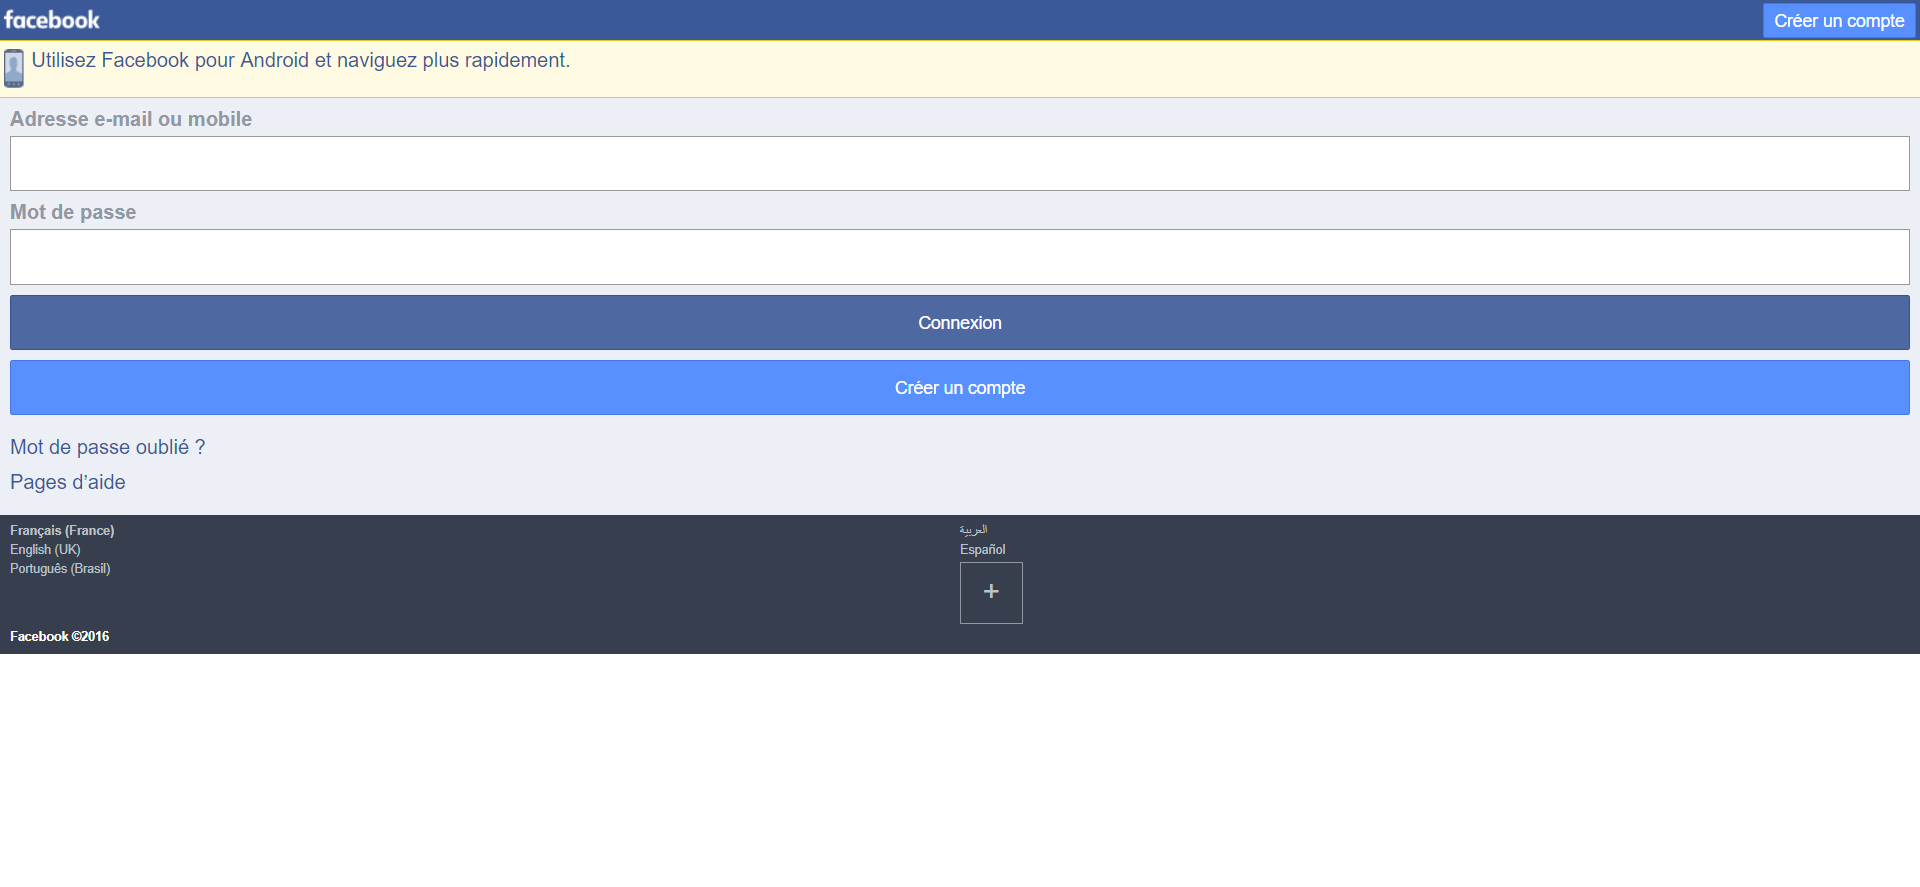 facebook
Créer un compte
Utilisez Facebook pour Android et naviguez plus rapidement.
Adresse e-mail ou mobile
Mot de passe
Connexion
Créer un compte
Mot de passe oublié ?
Pages d’aide
Français (France)
English (UK)
Português (Brasil)
العربية
Español
+
Facebook ©2016